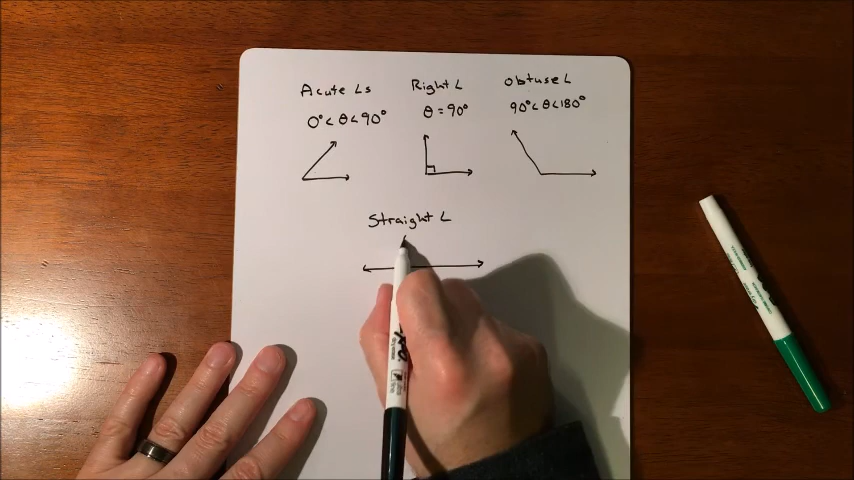 Acute ∠s
Right ∠
Obtuse ∠
0° < θ < 90°
θ = 90°
90° < θ < 180°
Straight ∠